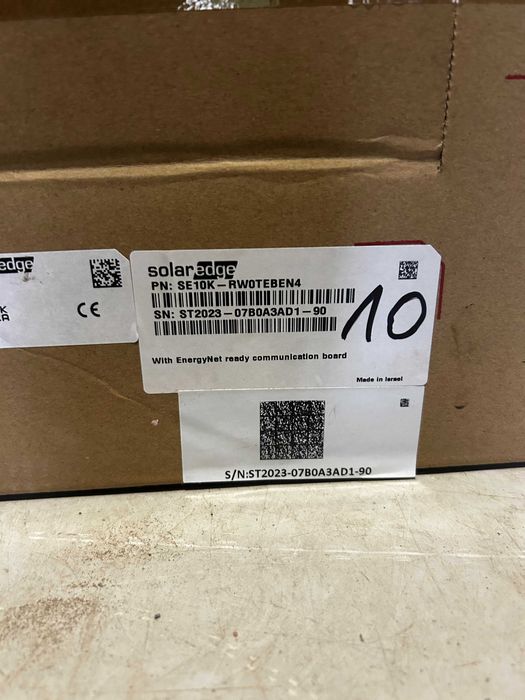 edge
K
CE
solaredge
PN: SE10K-RW0TEBEN4
SN: ST2023-07B0A3AD1-90
10
With EnergyNet ready communication board
Made in Israel
S/N:ST2023-07B0A3AD1-90